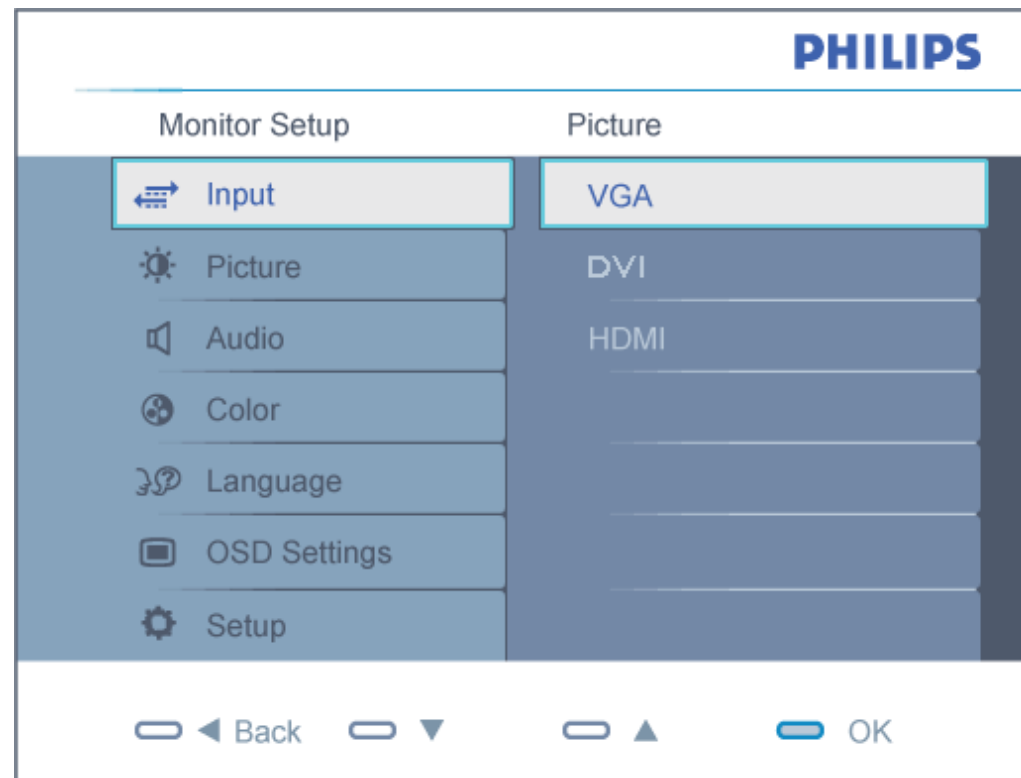 PHILIPS
Monitor Setup
Picture
Input
VGA
Picture
DVI
Audio
HDMI
Color
Language
OSD Settings
Setup
Back
OK